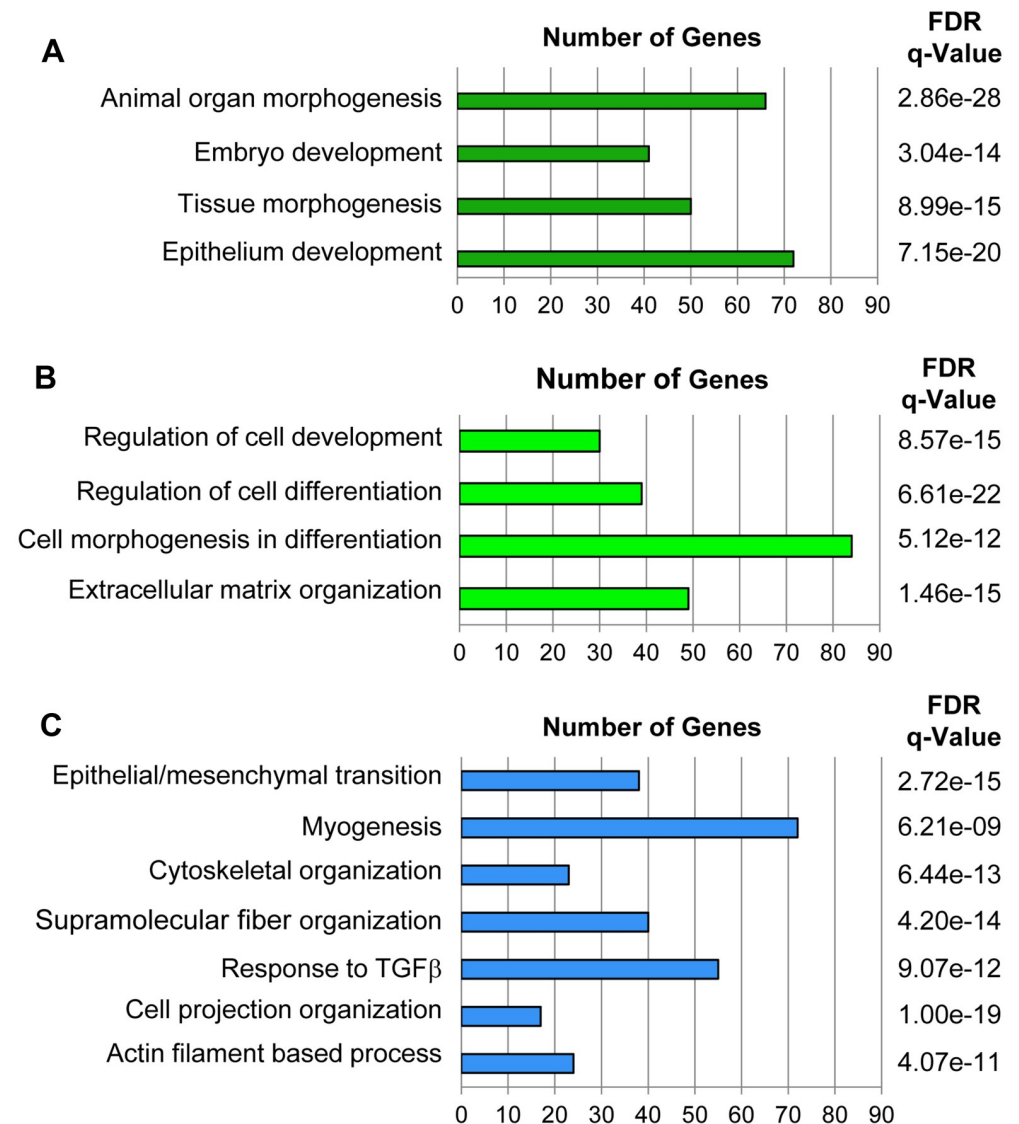 A
Number of Genes
FDR
q-Value
Animal organ morphogenesis 2.86e-28
Embryo development 3.04e-14
Tissue morphogenesis 8.99e-15
Epithelium development 7.15e-20
0 10 20 30 40 50 60 70 80 90
B
Number of Genes
FDR
q-Value
Regulation of cell development 8.57e-15
Regulation of cell differentiation 6.61e-22
Cell morphogenesis in differentiation 5.12e-12
Extracellular matrix organization 1.46e-15
0 10 20 30 40 50 60 70 80 90
C
Number of Genes
FDR
q-Value
Epithelial/mesenchymal transition 2.72e-15
Myogenesis 6.21e-09
Cytoskeletal organization 6.44e-13
Supramolecular fiber organization 4.20e-14
Response to TGFβ 9.07e-12
Cell projection organization 1.00e-19
Actin filament based process 4.07e-11
0 10 20 30 40 50 60 70 80 90